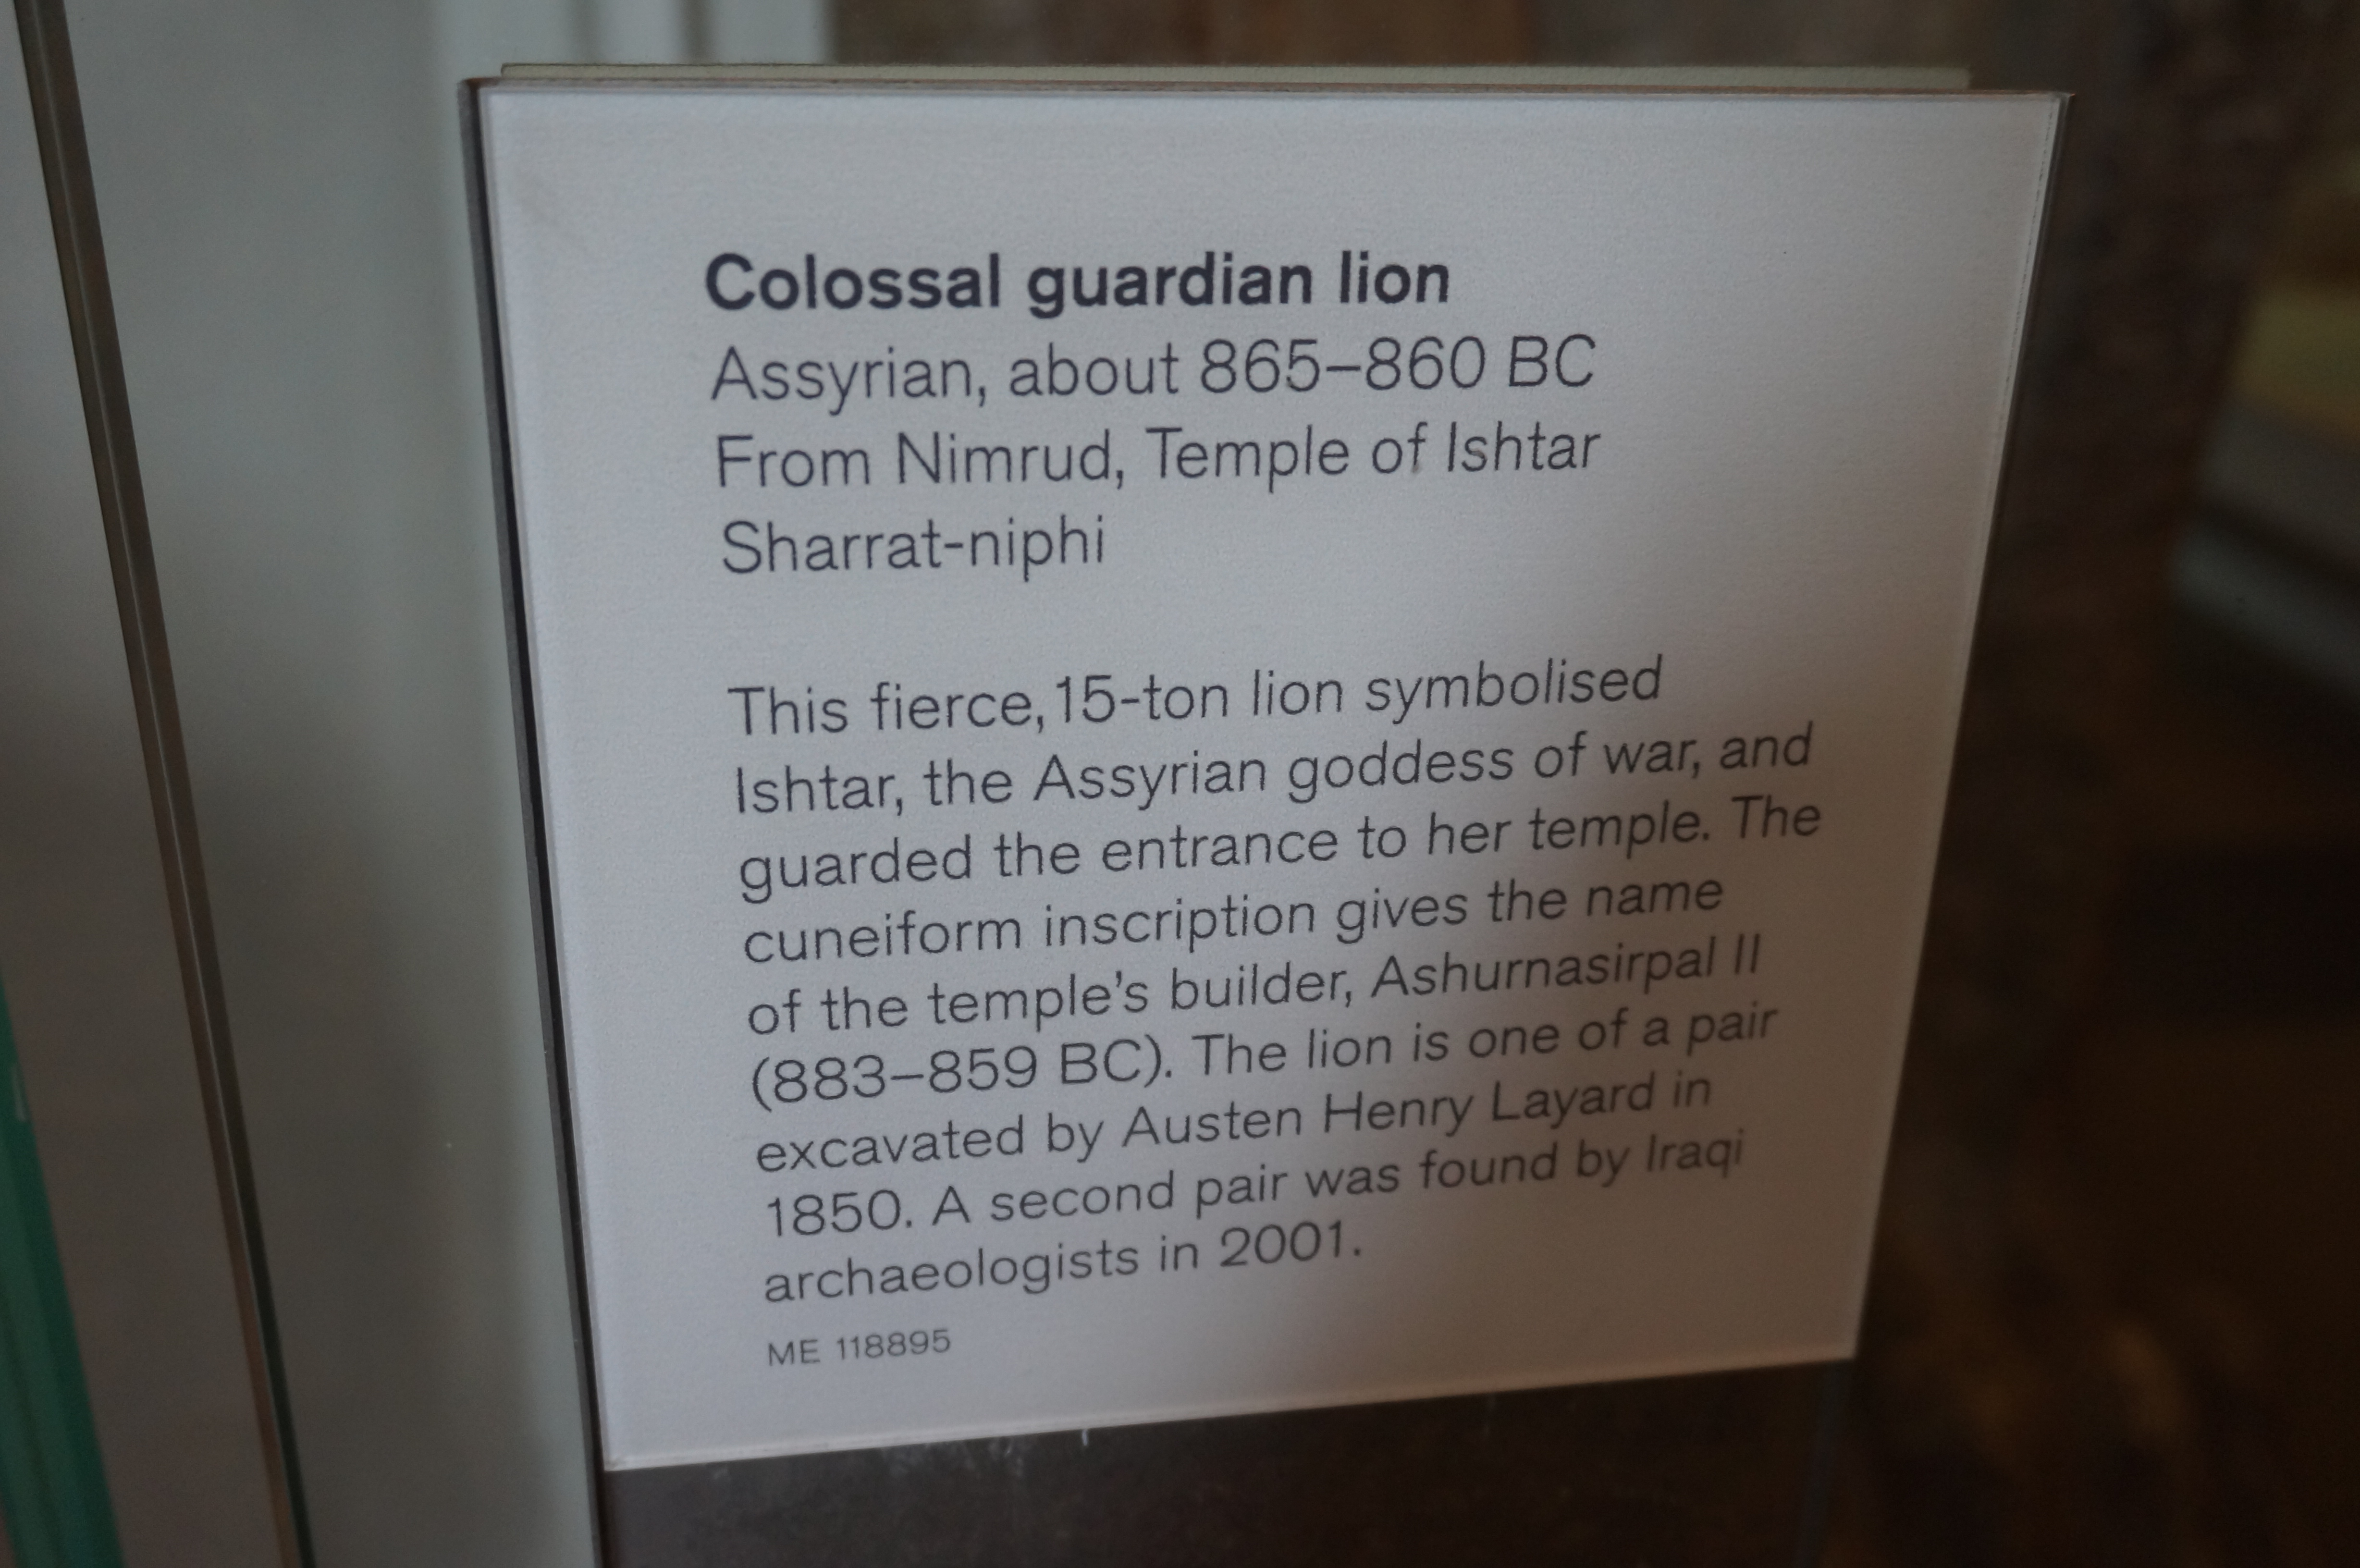 Colossal guardian lion
Assyrian, about 865–860 BC
From Nimrud, Temple of Ishtar
Sharrat-niphi
This fierce, 15-ton lion symbolised
Ishtar, the Assyrian goddess of war, and
guarded the entrance to her temple. The
cuneiform inscription gives the name
of the temple’s builder, Ashurnasirpal II
(883–859 BC). The lion is one of a pair
excavated by Austen Henry Layard in
1850. A second pair was found by Iraqi
archaeologists in 2001.
ME 118895